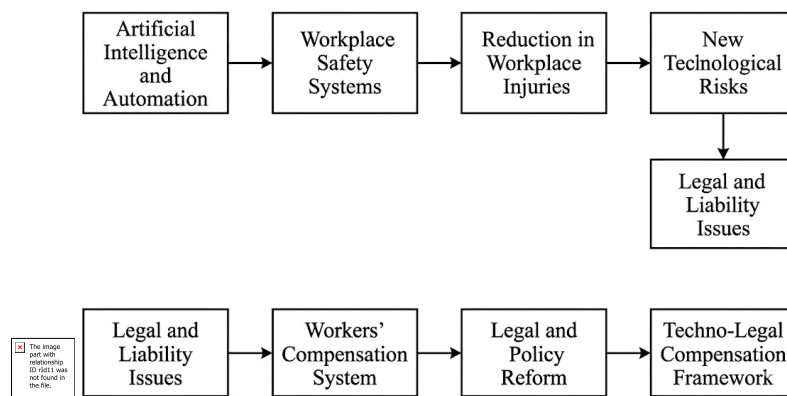 Artificial
Intelligence
and
Automation
Workplace
Safety
Systems
Reduction in
Workplace
Injuries
New
Teclnological
Risks
Legal and
Liability
Issues
Legal and
Liability
Issues
Workers’
Compensation
System
Legal and
Policy
Reform
Techno-Legal
Compensation
Framework
The image
part with
relationship
ID rId11 was
not found in
the file.